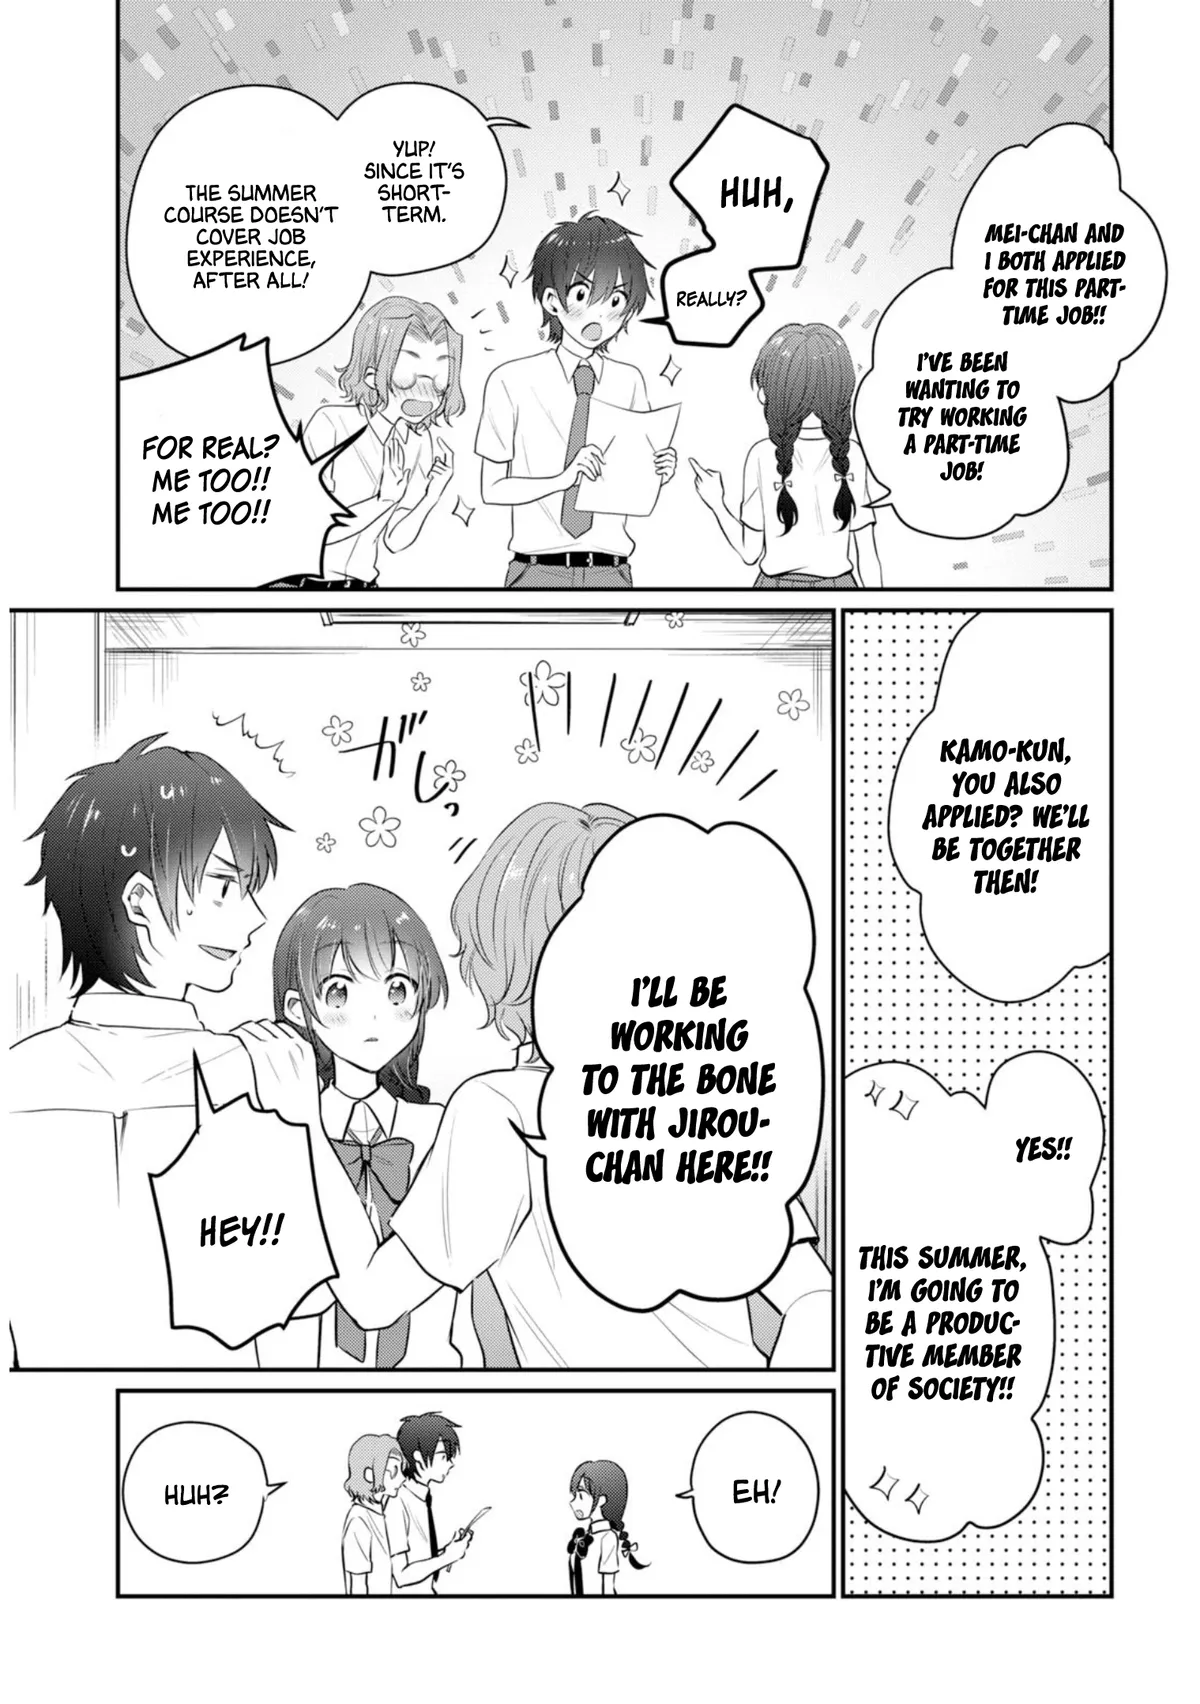 MEI-CHAN AND
I BOTH APPLIED
FOR THIS PART-
TIME JOB!!
I'VE BEEN
WANTING TO
TRY WORKING
A PART-TIME
JOB!
HUH,
REALLY?
YUP!
SINCE IT'S
SHORT-
TERM.
THE SUMMER
COURSE DOESN'T
COVER JOB
EXPERIENCE,
AFTER ALL!
FOR REAL?
ME TOO!!
ME TOO!!
KAMO-KUN,
YOU ALSO
APPLIED? WE'LL
BE TOGETHER
THEN!
YES!!
THIS SUMMER,
I'M GOING TO
BE A PRODUC-
TIVE MEMBER
OF SOCIETY!!
I'LL BE
WORKING
TO THE BONE
WITH JIROU-
CHAN HERE!!
ガしっ
HEY!!
EH!
HUH?